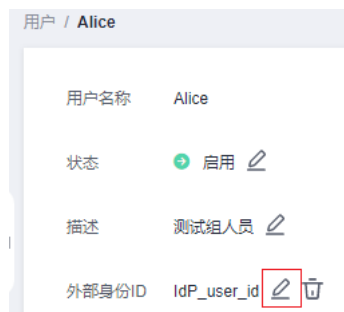 用户 / Alice
用户名称 Alice
状态 启用
描述 测试组人员
外部身份ID IdP_user_id